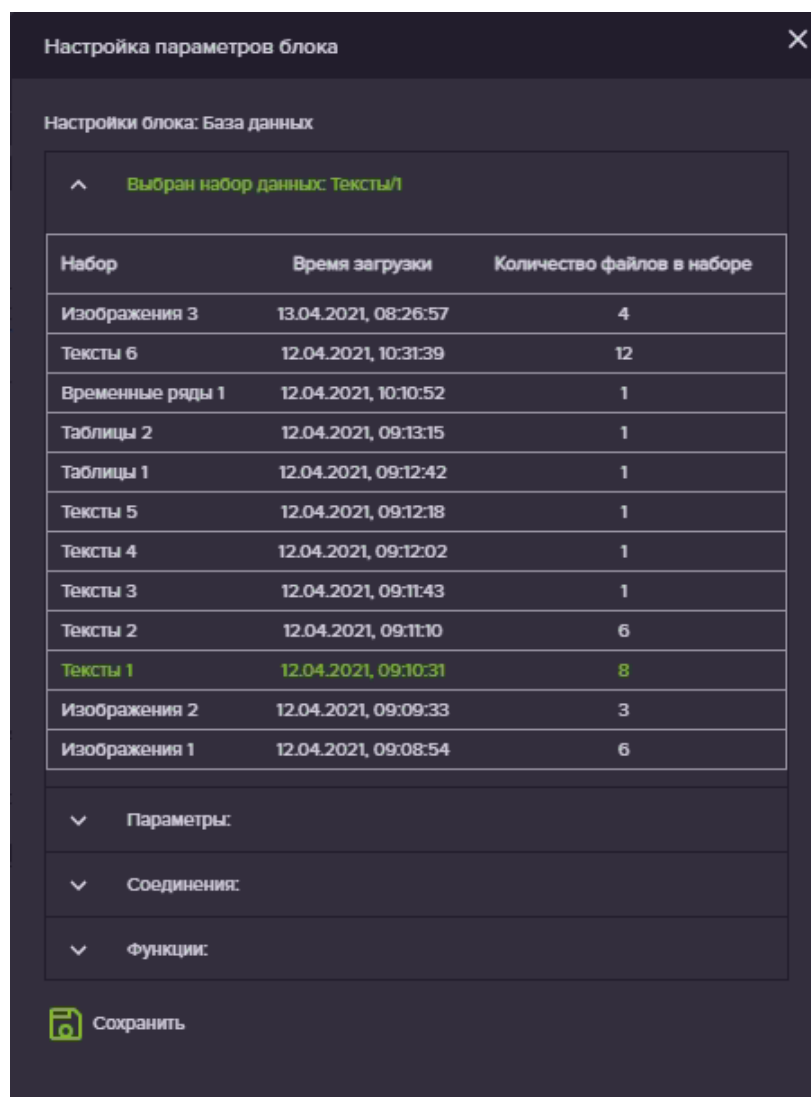 Настройка параметров блока
Настройки блока: База данных
Выбран набор данных: Тексты/1
Набор Время загрузки Количество файлов в наборе
Изображения 3 13.04.2021, 08:26:57 4
Тексты 6 12.04.2021, 10:31:39 12
Временные ряды 1 12.04.2021, 10:10:52 1
Таблицы 2 12.04.2021, 09:13:15 1
Таблицы 1 12.04.2021, 09:12:42 1
Тексты 5 12.04.2021, 09:12:18 1
Тексты 4 12.04.2021, 09:12:02 1
Тексты 3 12.04.2021, 09:11:43 1
Тексты 2 12.04.2021, 09:11:10 6
Тексты 1 12.04.2021, 09:10:31 8
Изображения 2 12.04.2021, 09:09:33 3
Изображения 1 12.04.2021, 09:08:54 6
Параметры:
Соединения:
Функции:
Сохранить